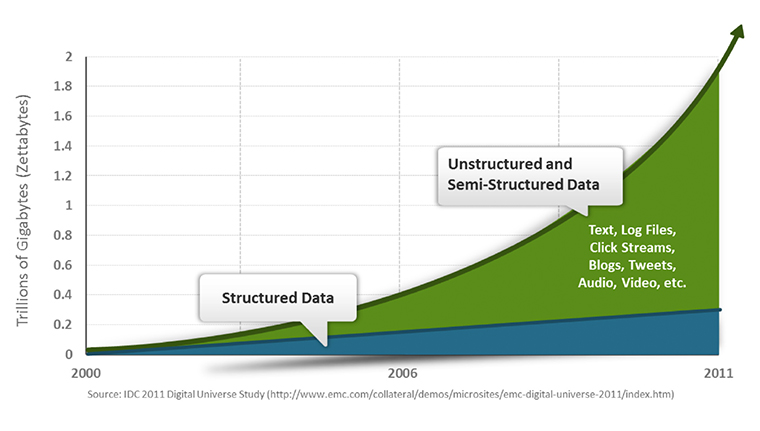 Trillions of Gigabytes (Zettabytes)
2
1.8
1.6
1.4
1.2
1
0.8
0.6
0.4
0.2
0
Unstructured and
Semi-Structured Data
Text, Log Files,
Click Streams,
Blogs, Tweets,
Audio, Video, etc.
Structured Data
2000 2006 2011
Source: IDC 2011 Digital Universe Study (http://www.emc.com/collateral/demos/microsites/emc-digital-universe-2011/index.htm)